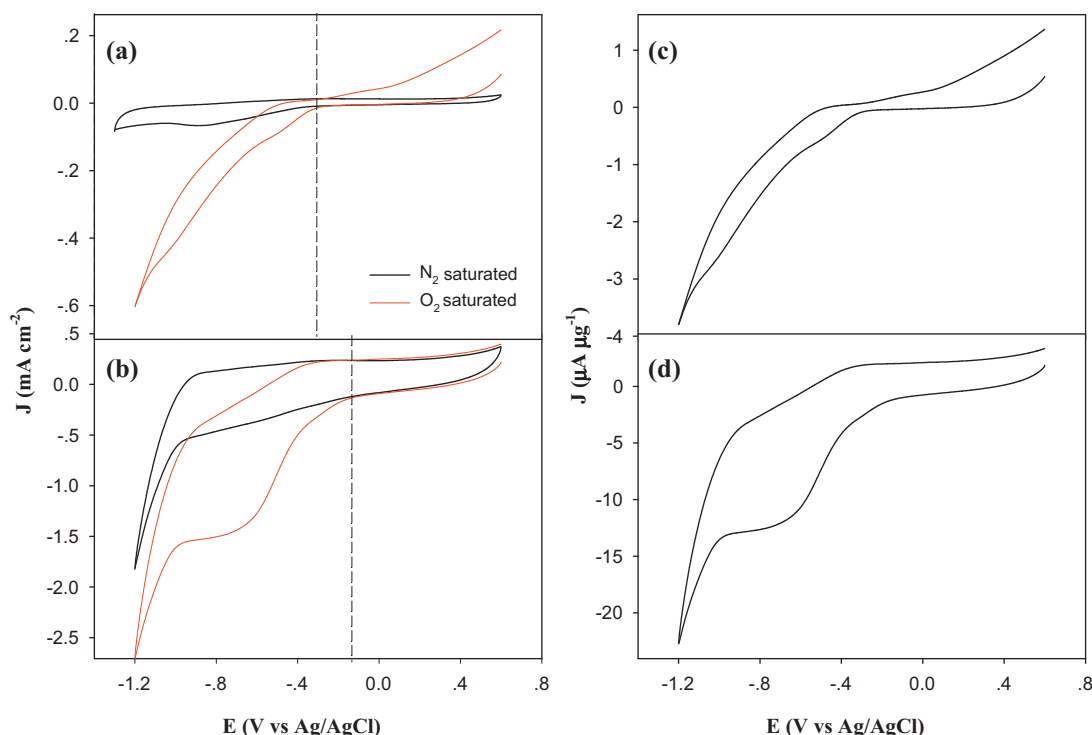 (a)
.2
0.0
-.2
-.4
-.6
N2 saturated
O2 saturated
J (mA cm-2)
(b)
.5
0.0
-.5
-1.0
-1.5
-2.0
-2.5
-1.2 -.8 -.4 0.0 .4 .8
E (V vs Ag/AgCl)
(c)
1
0
-1
-2
-3
-4
J (µA µg-1)
(d)
0
-5
-10
-15
-20
-1.2 -.8 -.4 0.0 .4 .8
E (V vs Ag/AgCl)